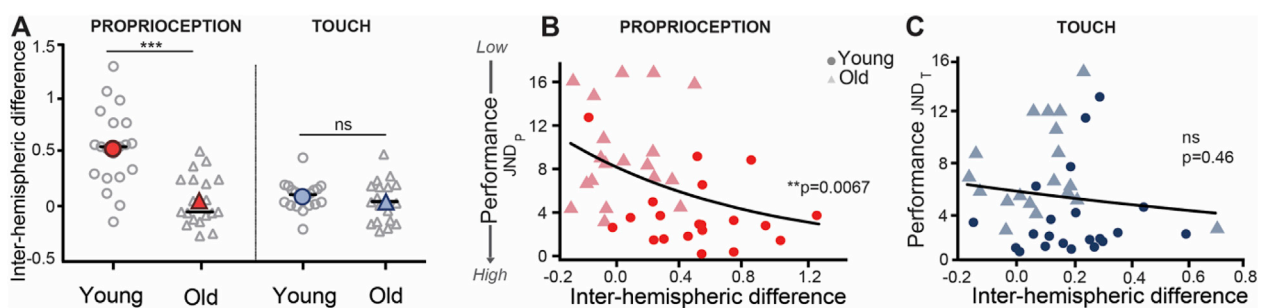 A
PROPRIOCEPTION
TOUCH
Inter-hemispheric difference
1.5
1
0.5
0
-0.5
***
ns
Young
Old
Young
Old
B
PROPRIOCEPTION
Low
Performance
JNDP
High
16
12
8
4
0
Young
Old
**p=0.0067
-0.2
0.0
0.4
0.8
1.2
Inter-hemispheric difference
C
TOUCH
Performance JNDT
16
12
8
4
0
ns
p=0.46
-0.2
0.0
0.2
0.4
0.6
0.8
Inter-hemispheric difference